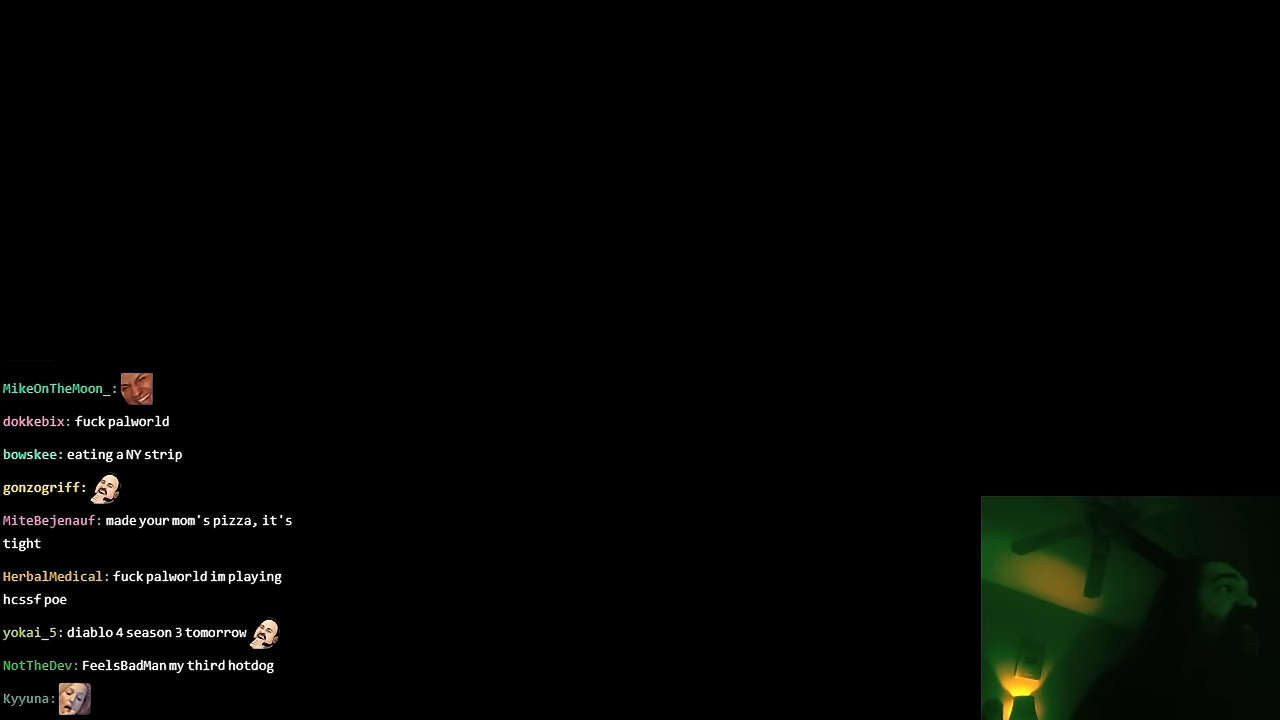 MikeOnTheMoon_:
dokkebix: fuck palworld
bowskee: eating a NY strip
gonzogriff:
MiteBejenauf: made your mom's pizza, it's
tight
HerbalMedical: fuck palworld im playing
hcssf poe
yokai_5: diablo 4 season 3 tomorrow
NotTheDev: FeelsBadMan my third hotdog
Kyyuna: